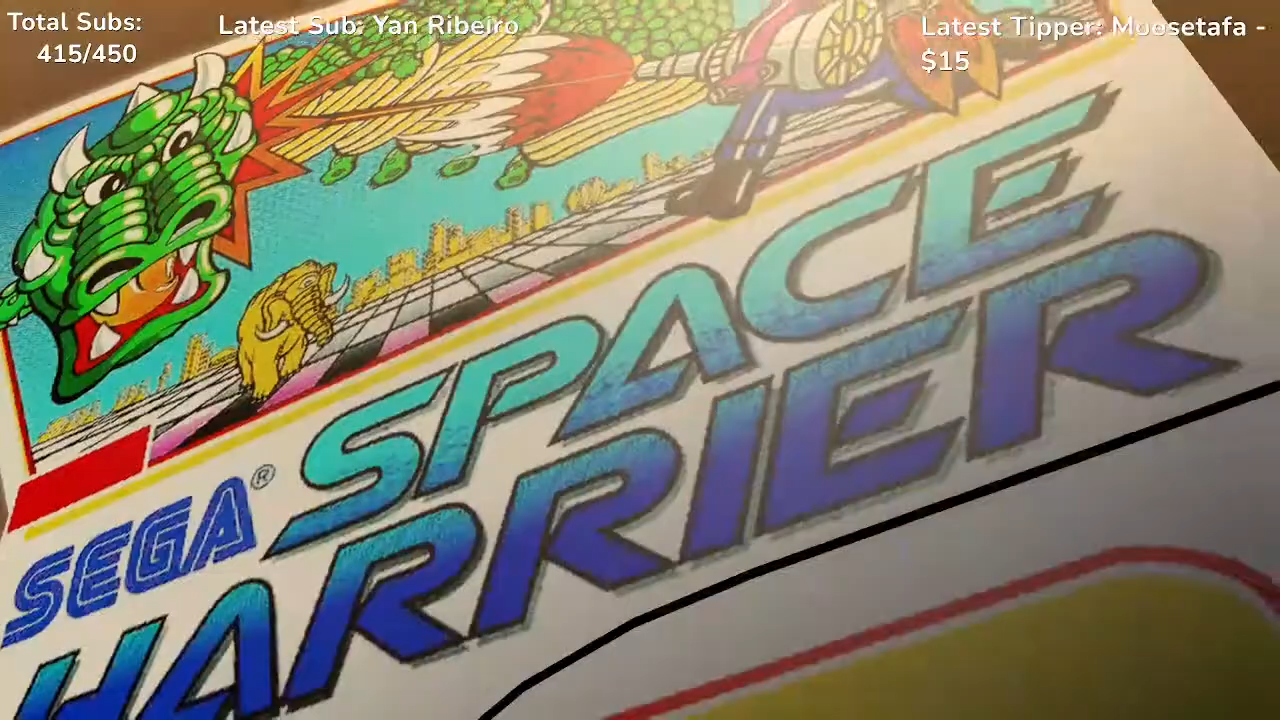 Total Subs:
415/450
Latest Sub: Yan Ribeiro
Latest Tipper: Moosetafa -
$15
SPACE
SEGA®
HARRIER